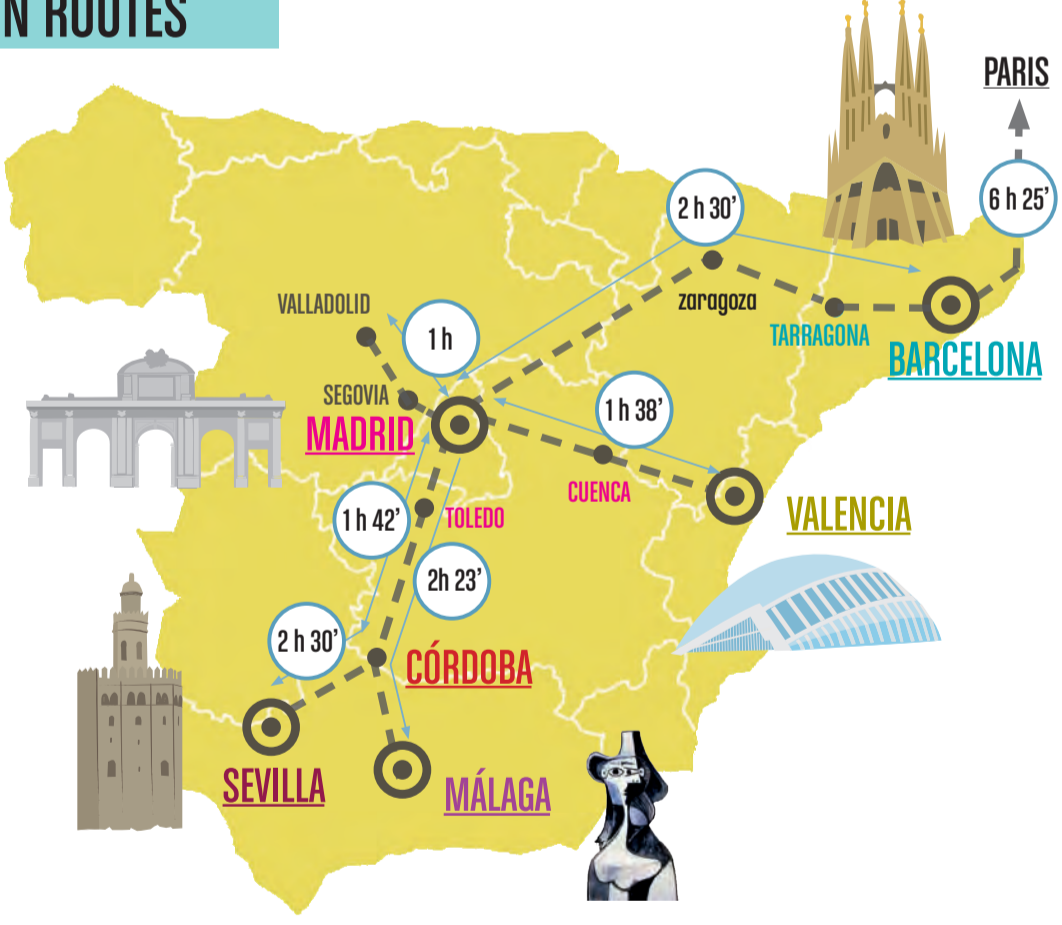 N ROUTES
PARIS
6 h 25’
2 h 30’
zaragoza
VALLADOLID
1 h
TARRAGONA
BARCELONA
SEGOVIA
1 h 38’
MADRID
CUENCA
1 h 42’
TOLEDO
VALENCIA
2h 23’
2 h 30’
CÓRDOBA
SEVILLA
MÁLAGA